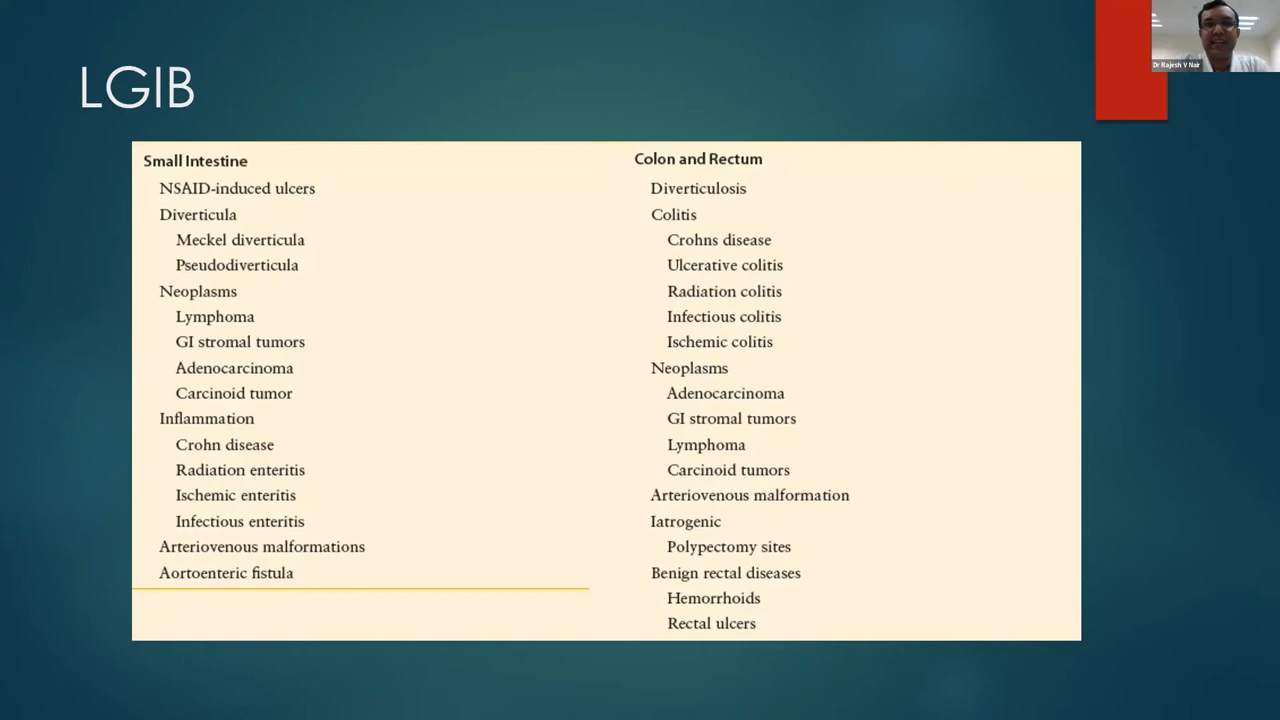 LGIB
Dr Rajesh V Nair
Small Intestine
NSAID-induced ulcers
Diverticula
Meckel diverticula
Pseudodiverticula
Neoplasms
Lymphoma
GI stromal tumors
Adenocarcinoma
Carcinoid tumor
Inflammation
Crohn disease
Radiation enteritis
Ischemic enteritis
Infectious enteritis
Arteriovenous malformations
Aortoenteric fistula
Colon and Rectum
Diverticulosis
Colitis
Crohns disease
Ulcerative colitis
Radiation colitis
Infectious colitis
Ischemic colitis
Neoplasms
Adenocarcinoma
GI stromal tumors
Lymphoma
Carcinoid tumors
Arteriovenous malformation
Iatrogenic
Polypectomy sites
Benign rectal diseases
Hemorrhoids
Rectal ulcers